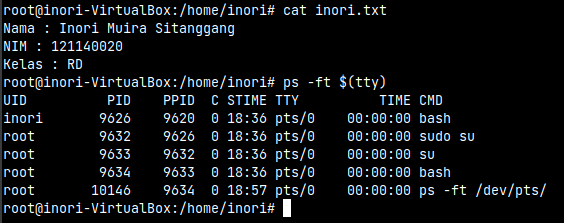 root@inori-VirtualBox:/home/inori# cat inori.txt
Nama : Inori Muira Sitanggang
NIM : 121140020
Kelas : RD
root@inori-VirtualBox:/home/inori# ps -ft $(tty)
UID          PID    PPID  C STIME TTY          TIME CMD
inori       9626    9620  0 18:36 pts/0    00:00:00 bash
root        9632    9626  0 18:36 pts/0    00:00:00 sudo su
root        9633    9632  0 18:36 pts/0    00:00:00 su
root        9634    9633  0 18:36 pts/0    00:00:00 bash
root       10146    9634  0 18:57 pts/0    00:00:00 ps -ft /dev/pts/
root@inori-VirtualBox:/home/inori#